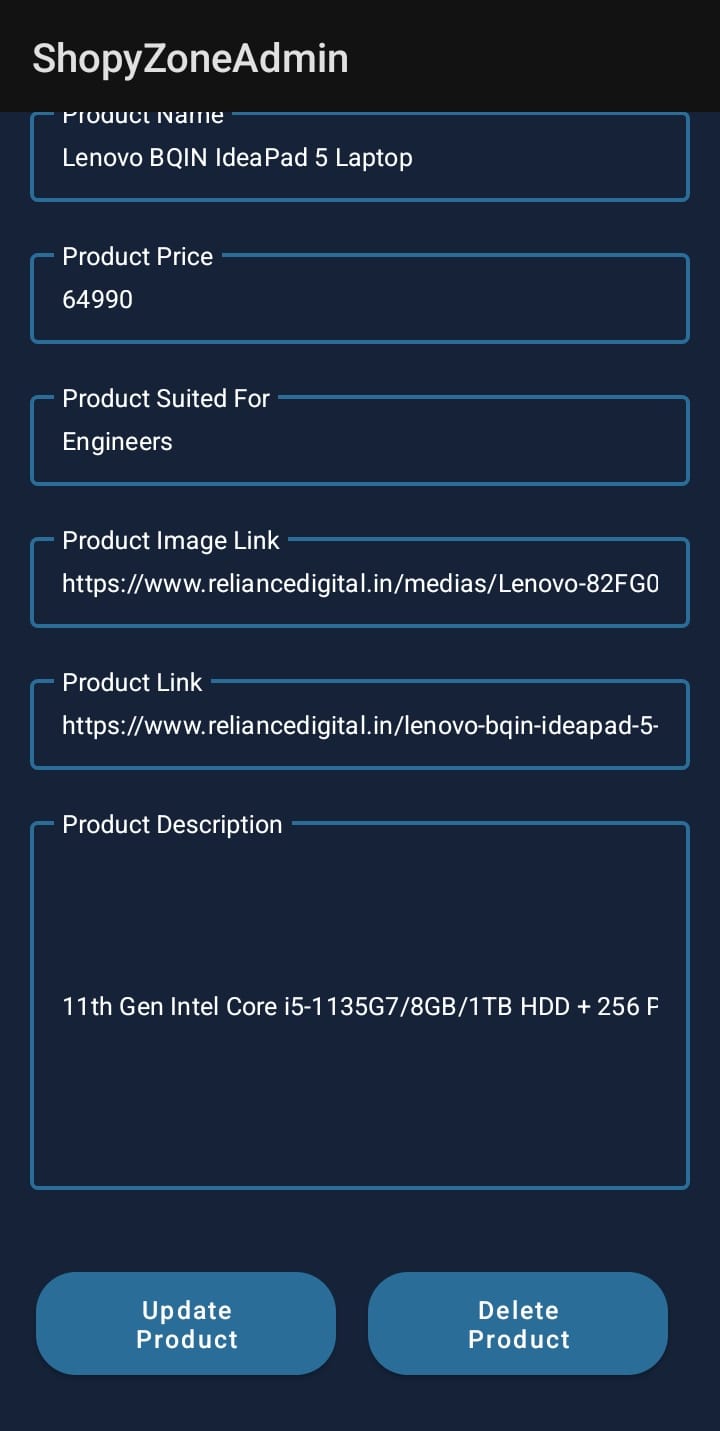 ShopyZoneAdmin
Product Name
Lenovo BQIN IdeaPad 5 Laptop
Product Price
64990
Product Suited For
Engineers
Product Image Link
https://www.reliancedigital.in/medias/Lenovo-82FG0
Product Link
https://www.reliancedigital.in/lenovo-bqin-ideapad-5-
Product Description
11th Gen Intel Core i5-1135G7/8GB/1TB HDD + 256 P
Update
Product
Delete
Product